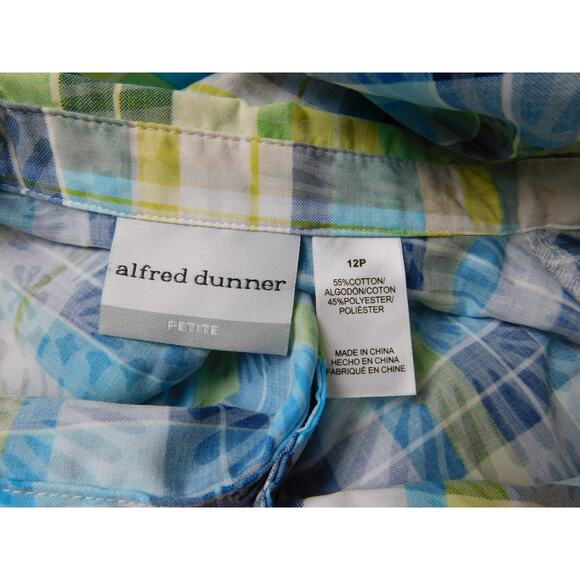 alfred dunner
PETITE
12P
55%COTTON/
ALGODÓN/COTON
45%POLYESTER/
POLIÉSTER
MADE IN CHINA
HECHO EN CHINA
FABRIQUÉ EN CHINE